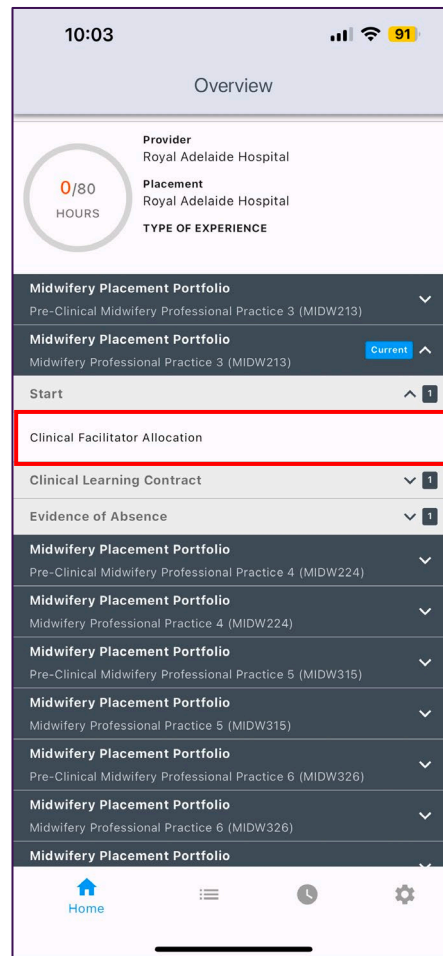 10:03
91
Overview
Provider
Royal Adelaide Hospital
0/80
HOURS
Placement
Royal Adelaide Hospital
TYPE OF EXPERIENCE
Midwifery Placement Portfolio
Pre-Clinical Midwifery Professional Practice 3 (MIDW213)
Midwifery Placement Portfolio
Current
Midwifery Professional Practice 3 (MIDW213)
Start
1
Clinical Facilitator Allocation
Clinical Learning Contract
1
Evidence of Absence
1
Midwifery Placement Portfolio
Pre-Clinical Midwifery Professional Practice 4 (MIDW224)
Midwifery Placement Portfolio
Midwifery Professional Practice 4 (MIDW224)
Midwifery Placement Portfolio
Pre-Clinical Midwifery Professional Practice 5 (MIDW315)
Midwifery Placement Portfolio
Midwifery Professional Practice 5 (MIDW315)
Midwifery Placement Portfolio
Pre-Clinical Midwifery Professional Practice 6 (MIDW326)
Midwifery Placement Portfolio
Midwifery Professional Practice 6 (MIDW326)
Midwifery Placement Portfolio
Home